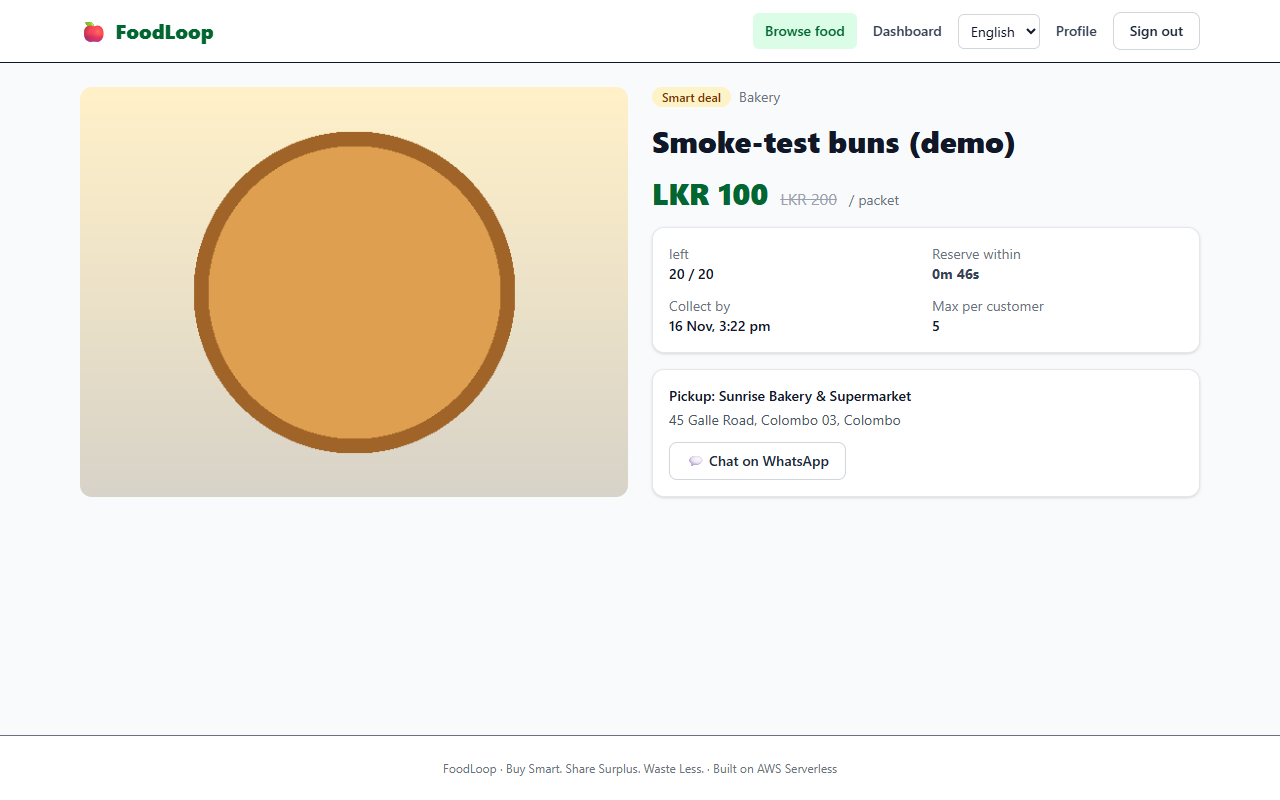 FoodLoop
Browse food
Dashboard
English
Profile
Sign out
Smart deal
Bakery
Smoke-test buns (demo)
LKR 100 LKR 200 / packet
left
20 / 20
Reserve within
0m 46s
Collect by
16 Nov, 3:22 pm
Max per customer
5
Pickup: Sunrise Bakery & Supermarket
45 Galle Road, Colombo 03, Colombo
Chat on WhatsApp
FoodLoop · Buy Smart. Share Surplus. Waste Less. · Built on AWS Serverless